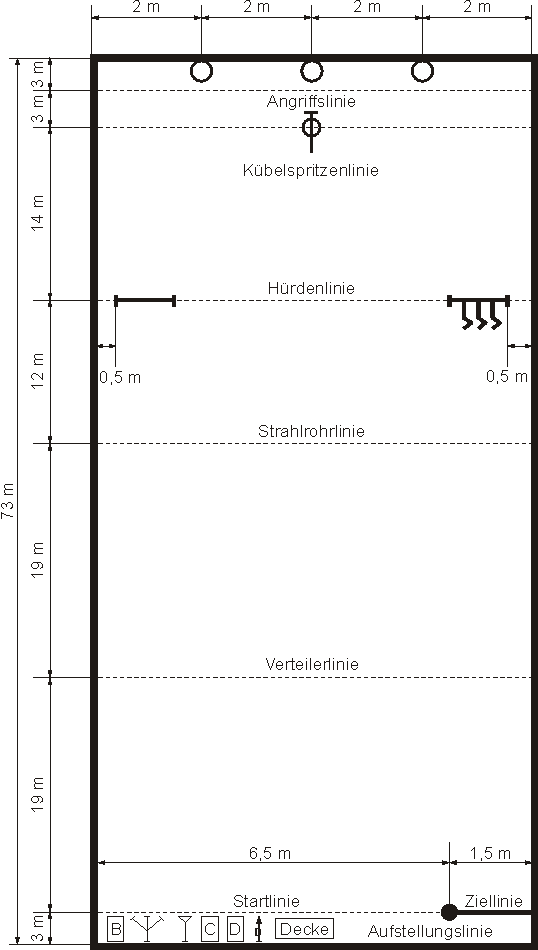 2 m 2 m 2 m 2 m
3 m
Angriffslinie
3 m
Kübelspritzenlinie
14 m
Hürdenlinie
0,5 m 0,5 m
12 m
Strahlrohrlinie
73 m
19 m
Verteilerlinie
19 m
6,5 m 1,5 m
Startlinie Ziellinie
3 m
B C D Decke Aufstellungslinie